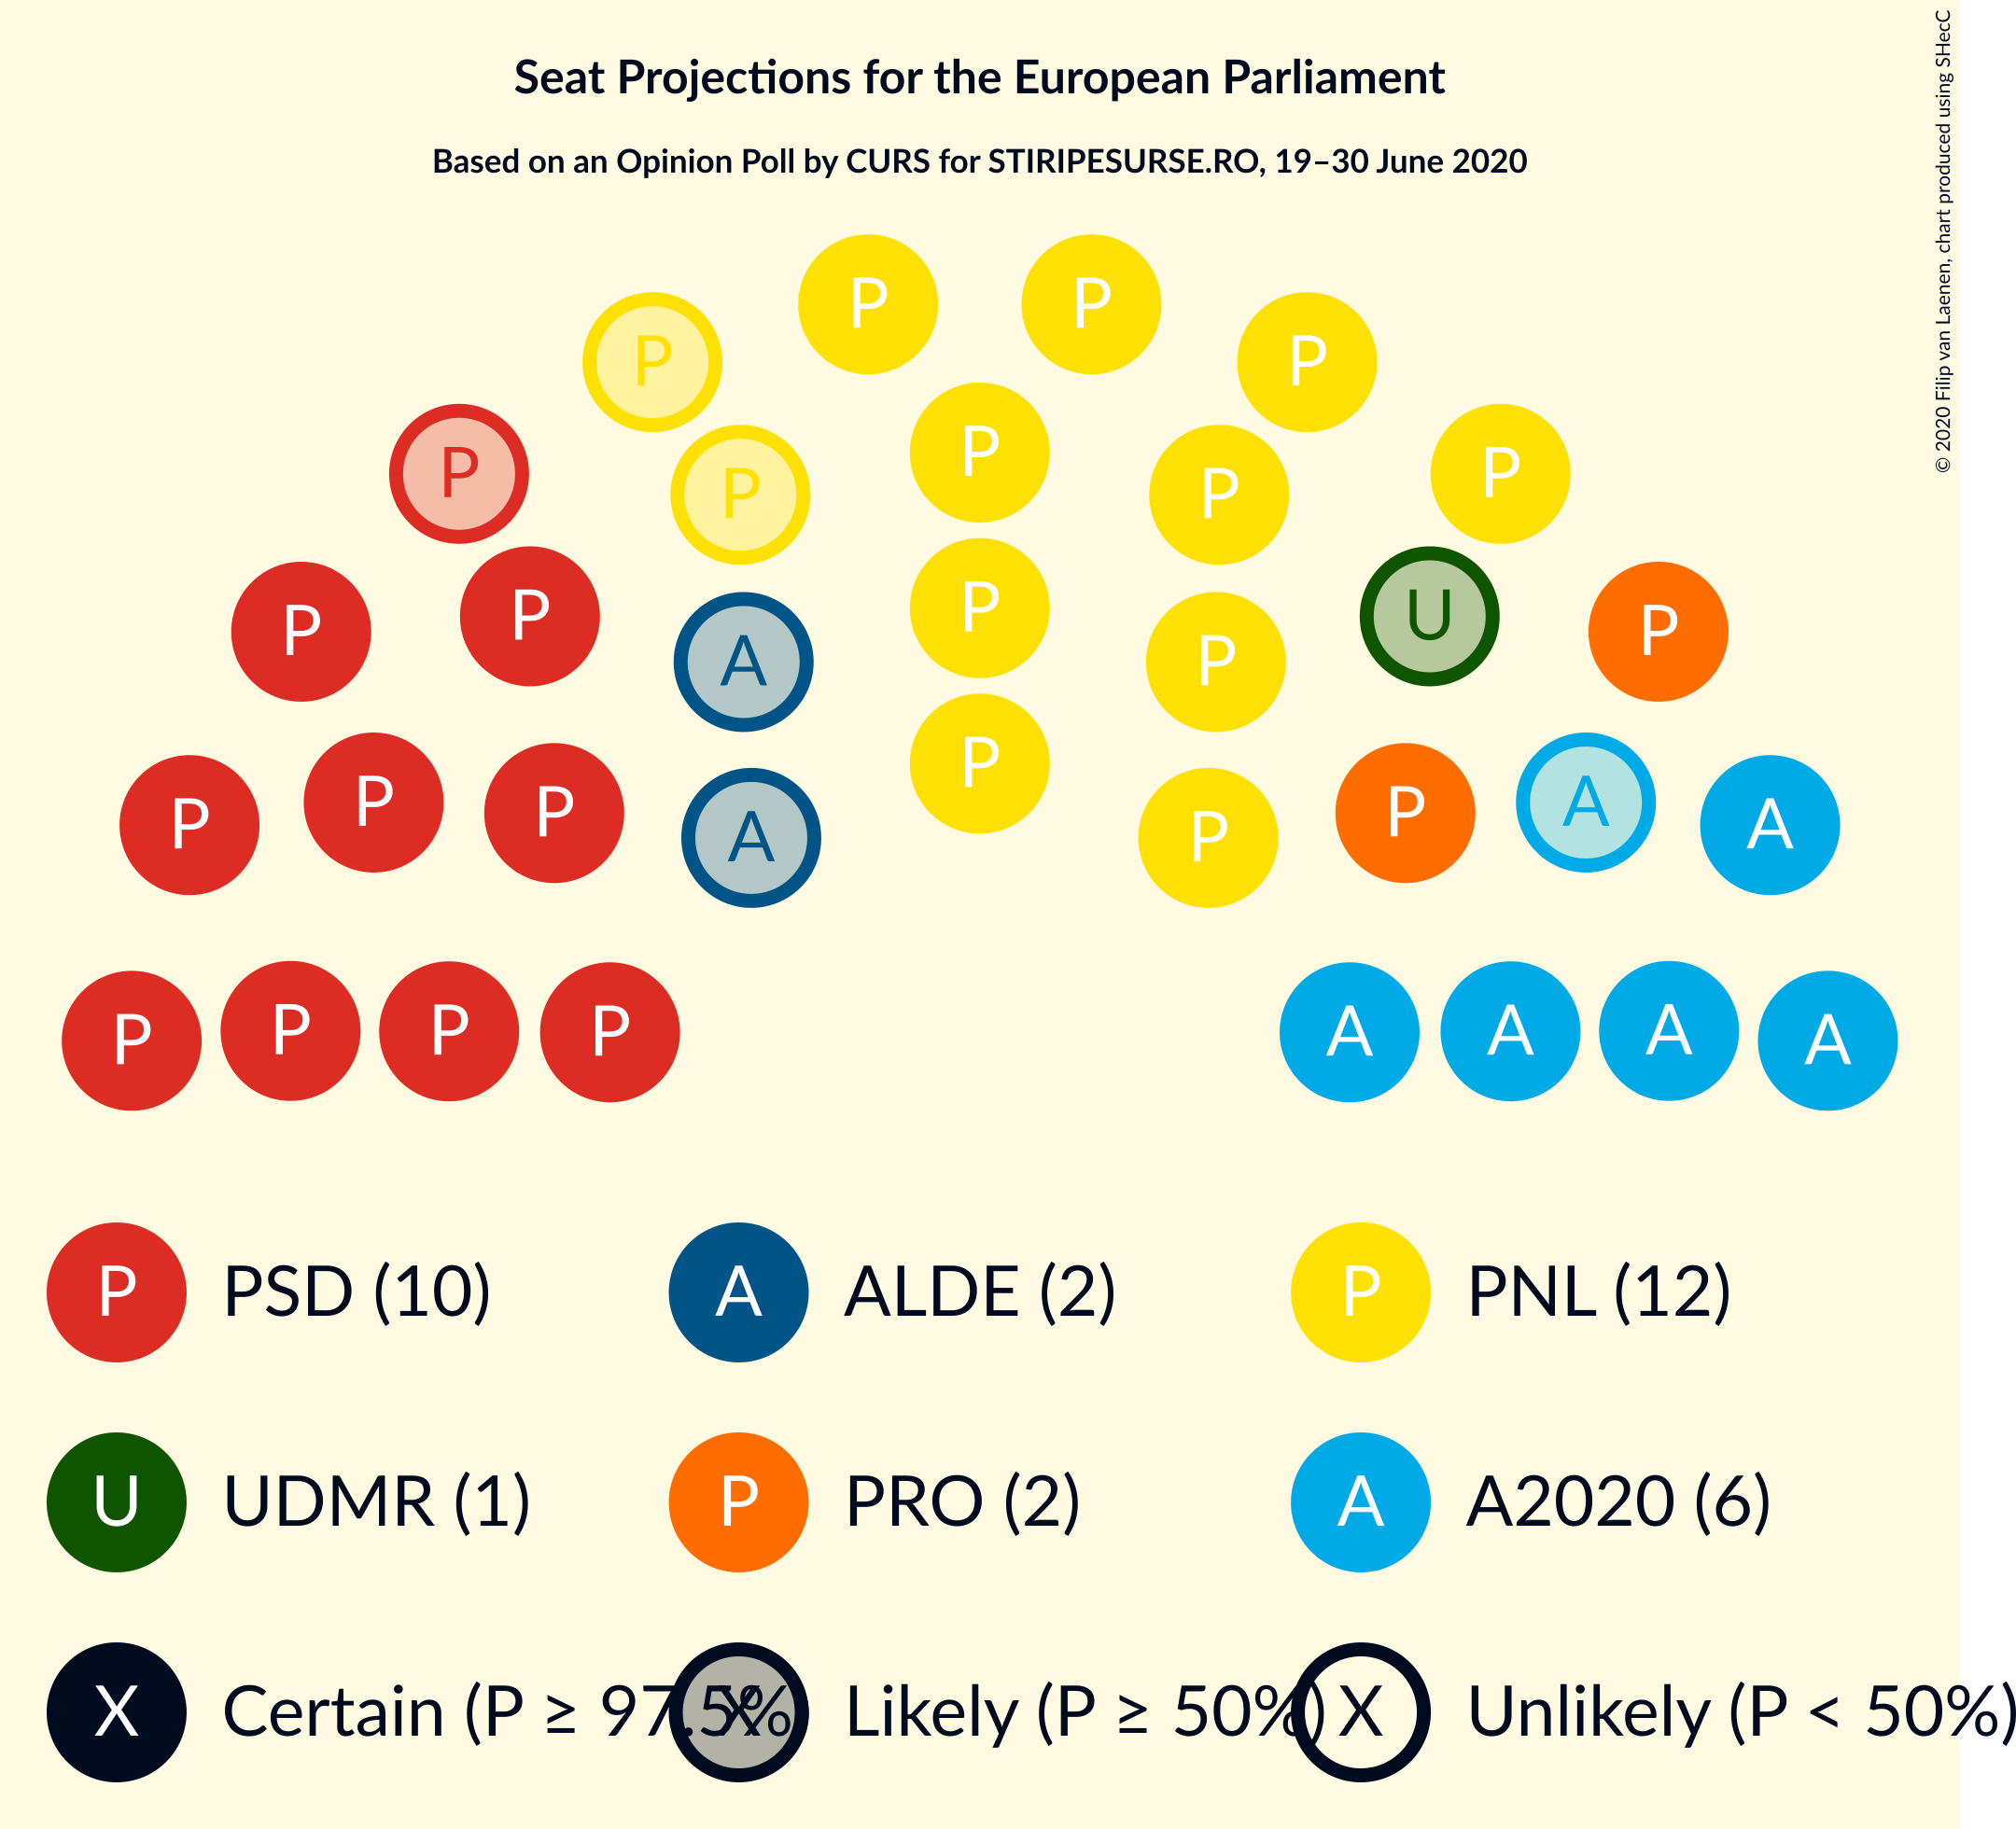 Seat Projections for the European Parliament
Based on an Opinion Poll by CURS for STIRIPESURSE.RO, 19–30 June 2020
© 2020 Filip van Laenen, chart produced using SHecC
P P
P P
P P P P P
P P P U P
P A P P
P P P A P P P A A
P P P P A A A A
P PSD (10) A ALDE (2) P PNL (12)
U UDMR (1) P PRO (2) A A2020 (6)
X Certain (P ≥ 97.5% X Likely (P ≥ 50%) X Unlikely (P < 50%)